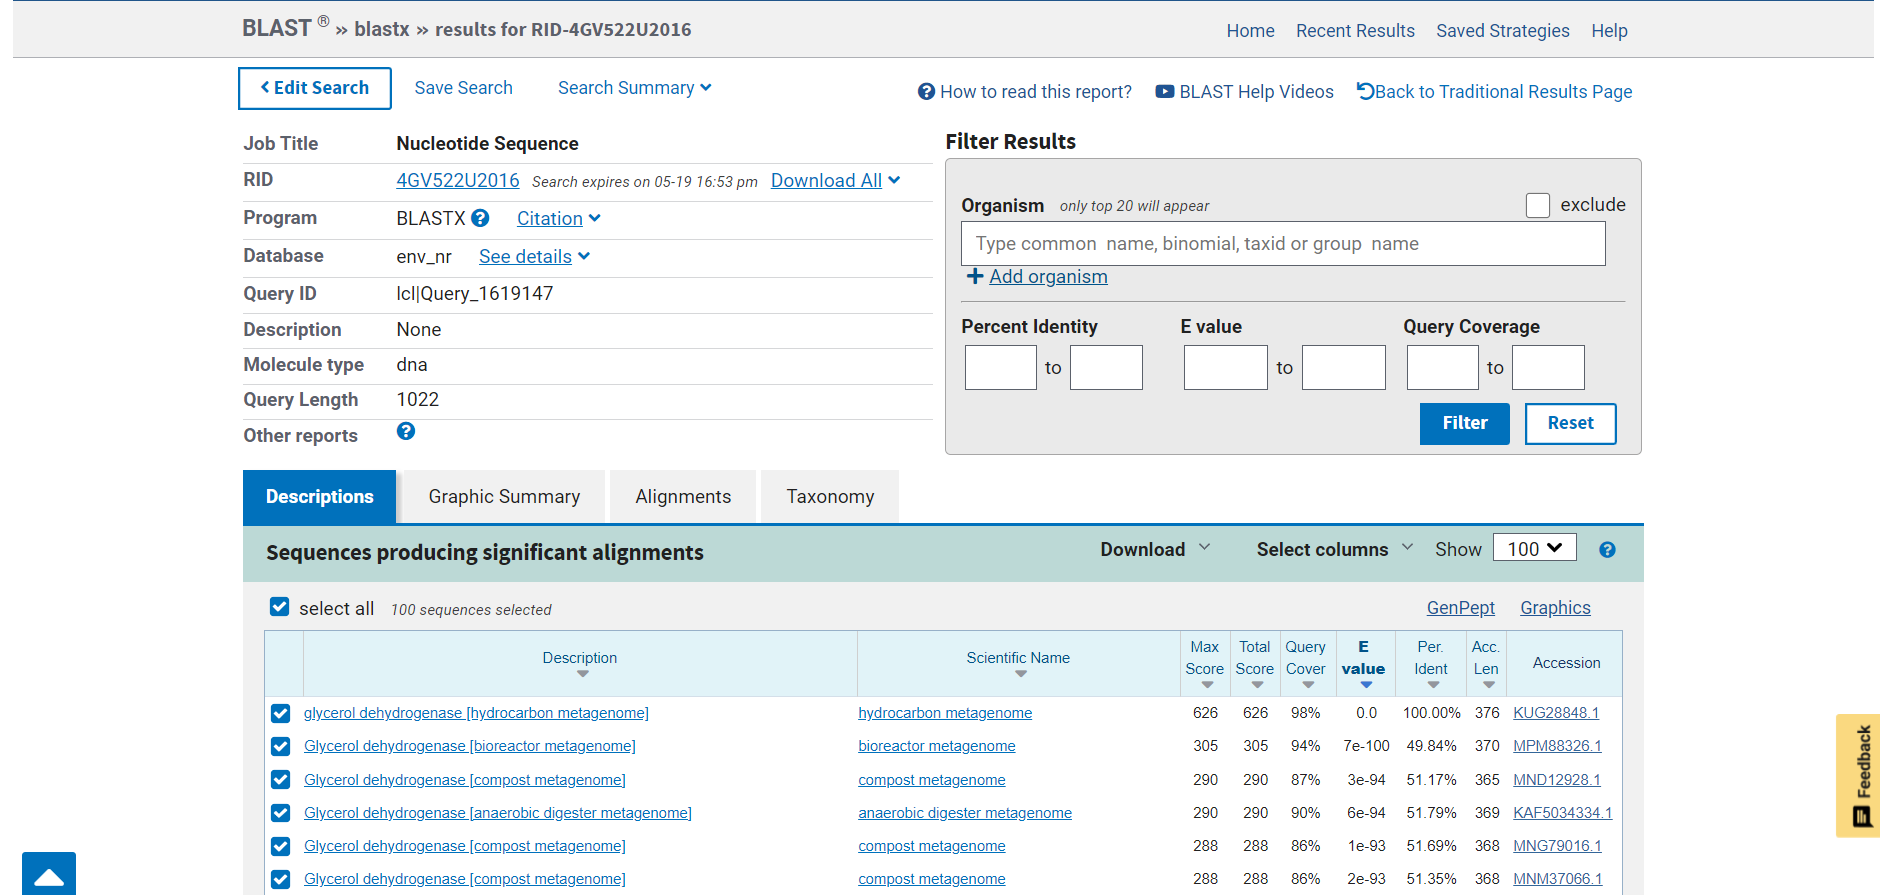 BLAST ® » blastx » results for RID-4GV522U2016
Home Recent Results Saved Strategies Help
Edit Search Save Search Search Summary
How to read this report? BLAST Help Videos Back to Traditional Results Page
Job Title Nucleotide Sequence
RID 4GV522U2016 Search expires on 05-19 16:53 pm Download All
Program BLASTX Citation
Database env_nr See details
Query ID lcl|Query_1619147
Description None
Molecule type dna
Query Length 1022
Other reports
Filter Results
Organism only top 20 will appear exclude
Type common name, binomial, taxid or group name
Add organism
Percent Identity E value Query Coverage
to to to
Filter Reset
Descriptions Graphic Summary Alignments Taxonomy
Sequences producing significant alignments Download Select columns Show 100
select all 100 sequences selected GenPept Graphics
Description Scientific Name Max Score Total Score Query Cover E value Per. Ident Acc. Len Accession
glycerol dehydrogenase [hydrocarbon metagenome] hydrocarbon metagenome 626 626 98% 0.0 100.00% 376 KUG28848.1
Glycerol dehydrogenase [bioreactor metagenome] bioreactor metagenome 305 305 94% 7e-100 49.84% 370 MPM88326.1
Glycerol dehydrogenase [compost metagenome] compost metagenome 290 290 87% 3e-94 51.17% 365 MND12928.1
Glycerol dehydrogenase [anaerobic digester metagenome] anaerobic digester metagenome 290 290 90% 6e-94 51.79% 369 KAF5034334.1
Glycerol dehydrogenase [compost metagenome] compost metagenome 288 288 86% 1e-93 51.69% 368 MNG79016.1
Glycerol dehydrogenase [compost metagenome] compost metagenome 288 288 86% 2e-93 51.35% 368 MNM37066.1
Feedback